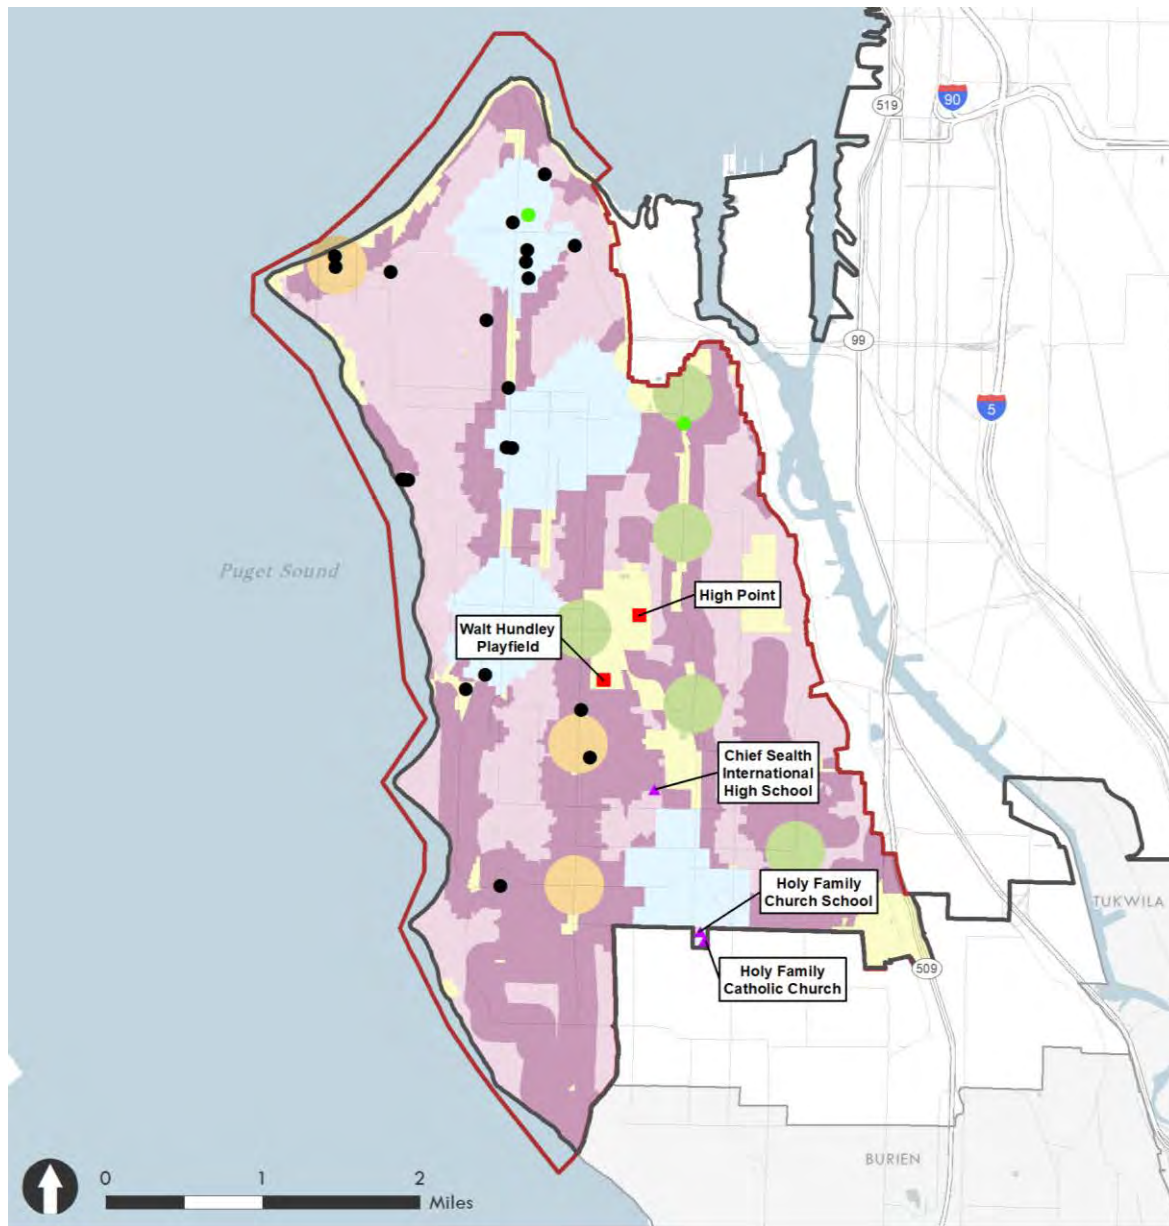 519
90
99
5
Puget Sound
High Point
Walt Hundley
Playfield
Chief Sealth
International
High School
Holy Family
Church School
TUKWILA
Holy Family
Catholic Church
509
BURIEN
0
1
2
Miles